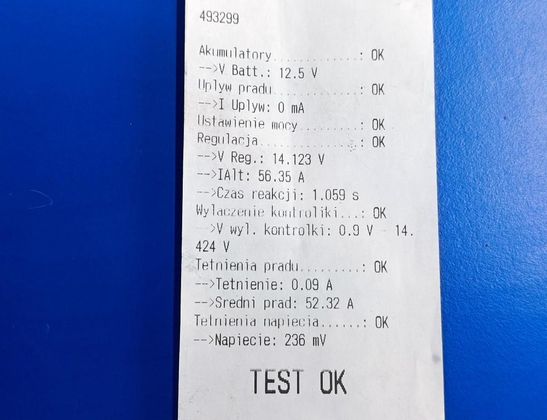 493299
Akumulatory............: OK
-->V Batt.: 12.5 V
Uplyw pradu............: OK
-->I Uplyw: 0 mA
Ustawienie mocy........: OK
Regulacja..............: OK
-->V Reg.: 14.123 V
-->IAlt: 56.35 A
-->Czas reakcji: 1.059 s
Wylaczenie kontroliki...: OK
-->V wyl. kontrolki: 0.9 V - 14.
424 V
Tetnienia pradu........: OK
-->Tetnienie: 0.09 A
-->Sredni prad: 52.32 A
Tetnienia napiecia......: OK
-->Napiecie: 236 mV
TEST OK